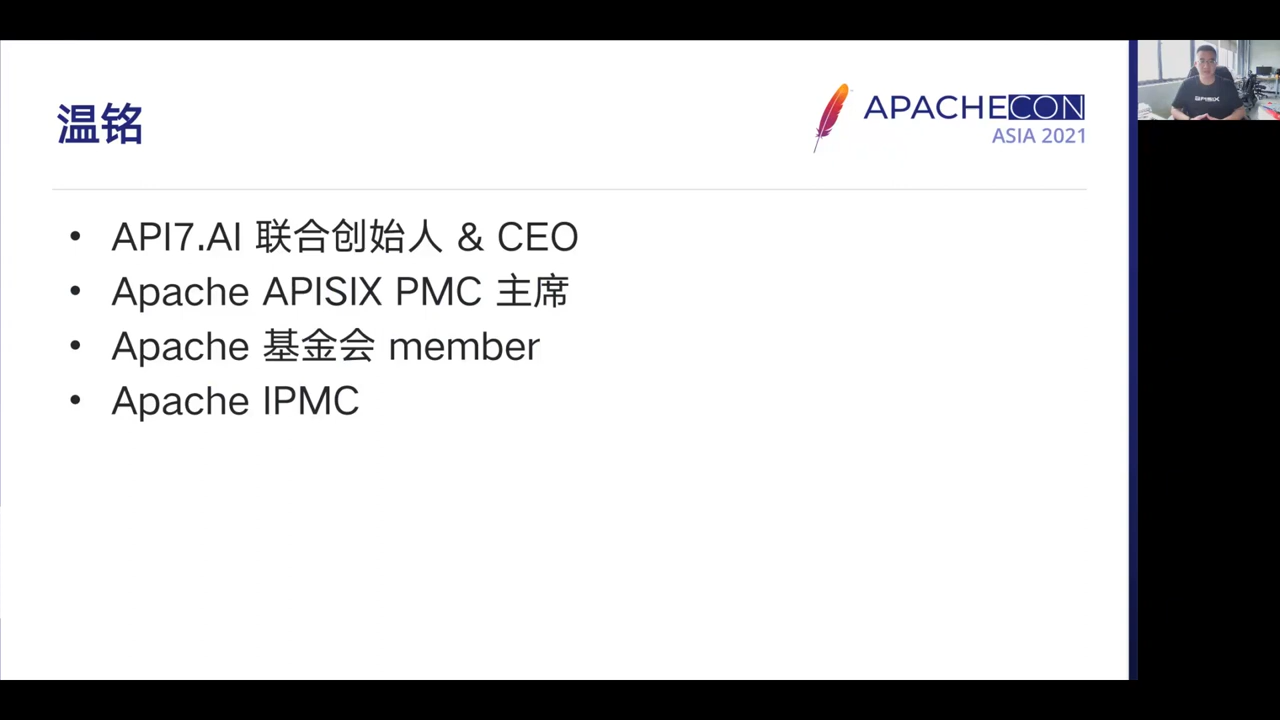 温铭
APACHECON
ASIA 2021
• API7.AI 联合创始人 & CEO
• Apache APISIX PMC 主席
• Apache 基金会 member
• Apache IPMC
APISIX